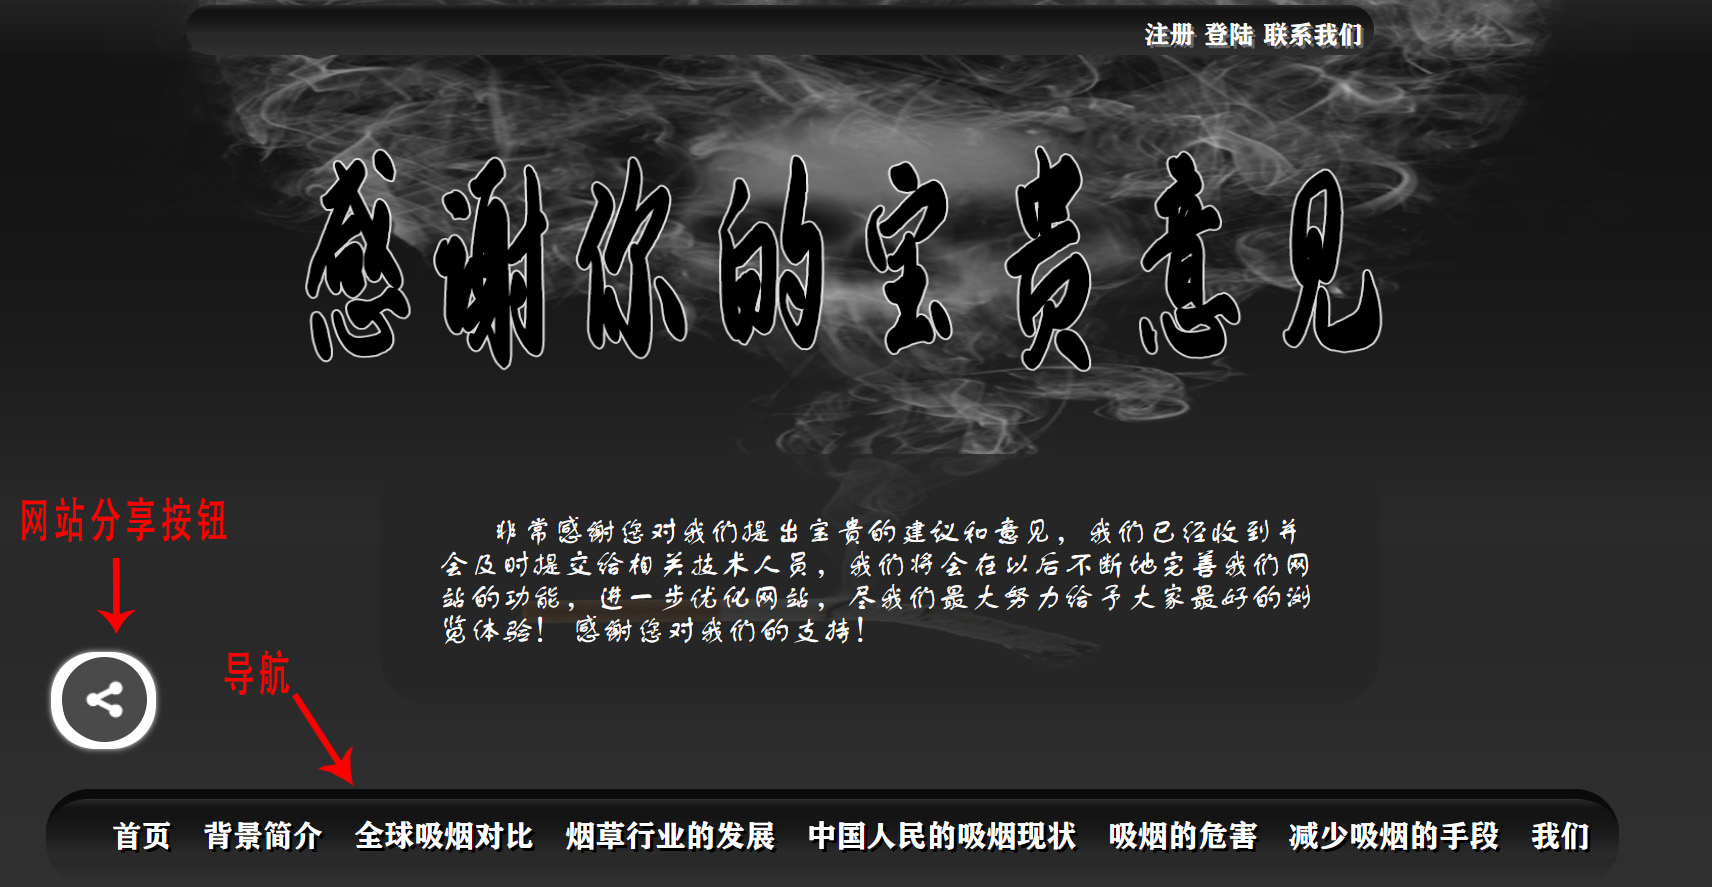 注册 登陆 联系我们
感谢你的宝贵意见
网站分享按钮
非常感谢您对我们提出宝贵的建议和意见，我们已经收到并
会及时提交给相关技术人员，我们将会在以后不断地完善我们网
站的功能，进一步优化网站，尽我们最大努力给予大家最好的浏
览体验！ 感谢您对我们的支持！
导航
首页 背景简介 全球吸烟对比 烟草行业的发展 中国人民的吸烟现状 吸烟的危害 减少吸烟的手段 我们